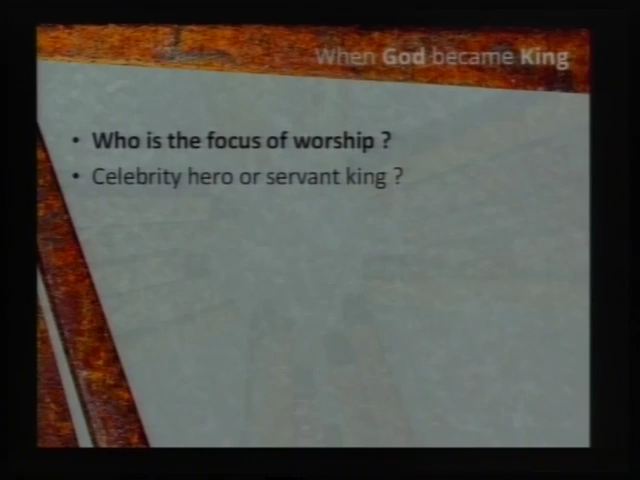 When God became King
• Who is the focus of worship ?
• Celebrity hero or servant king ?